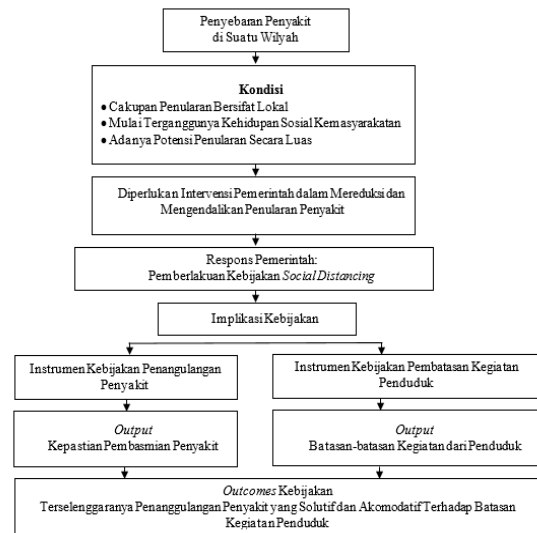 Penyebaran Penyakit
di Suatu Wilyah
Kondisi
• Cakupan Penularan Bersifat Lokal
• Mulai Terganggunya Kehidupan Sosial Kemasyarakatan
• Adanya Potensi Penularan Secara Luas
Diperlukan Intervensi Pemerintah dalam Mereduksi dan
Mengendalikan Penularan Penyakit
Respons Pemerintah:
Pemberlakuan Kebijakan Social Distancing
Implikasi Kebijakan
Instrumen Kebijakan Penangulangan
Penyakit
Instrumen Kebijakan Pembatasan Kegiatan
Penduduk
Output
Kepastian Pembasmian Penyakit
Output
Batasan-batasan Kegiatan dari Penduduk
Outcomes Kebijakan
Terselenggaranya Penanggulangan Penyakit yang Solutif dan Akomodatif Terhadap Batasan
Kegiatan Penduduk